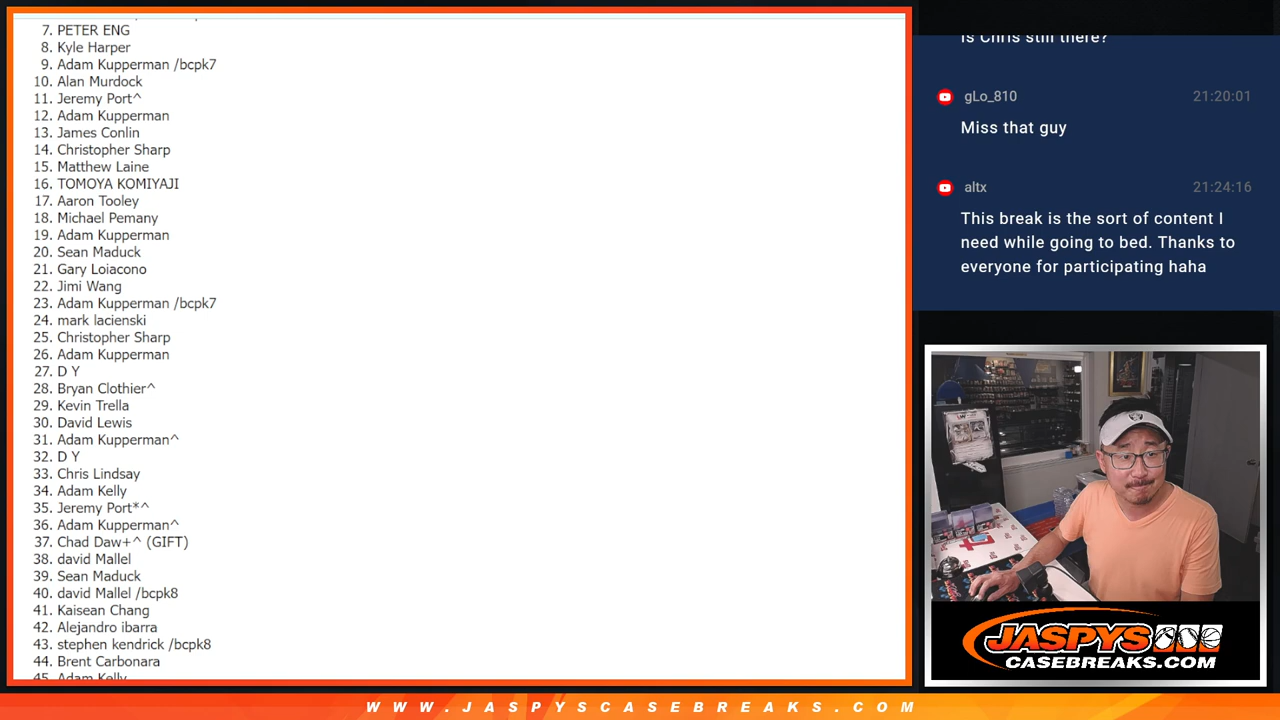 7. PETER ENG
8. Kyle Harper
9. Adam Kupperman /bcpk7
10. Alan Murdock
11. Jeremy Port^
12. Adam Kupperman
13. James Conlin
14. Christopher Sharp
15. Matthew Laine
16. TOMOYA KOMIYAJI
17. Aaron Tooley
18. Michael Pemany
19. Adam Kupperman
20. Sean Maduck
21. Gary Loiacono
22. Jimi Wang
23. Adam Kupperman /bcpk7
24. mark lacienski
25. Christopher Sharp
26. Adam Kupperman
27. D Y
28. Bryan Clothier^
29. Kevin Trella
30. David Lewis
31. Adam Kupperman^
32. D Y
33. Chris Lindsay
34. Adam Kelly
35. Jeremy Port*^
36. Adam Kupperman^
37. Chad Daw+^ (GIFT)
38. david Mallel
39. Sean Maduck
40. david Mallel /bcpk8
41. Kaisean Chang
42. Alejandro ibarra
43. stephen kendrick /bcpk8
44. Brent Carbonara
45. Adam Kelly
Is Chris still there?
gLo_810 21:20:01
Miss that guy
altx 21:24:16
This break is the sort of content I
need while going to bed. Thanks to
everyone for participating haha
JASPYS
CASEBREAKS.COM
WWW.JASPYSCASEBREAKS.COM